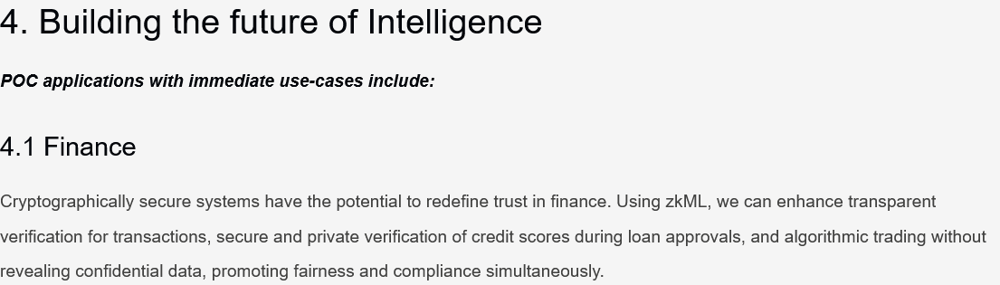 4. Building the future of Intelligence
POC applications with immediate use-cases include:
4.1 Finance
Cryptographically secure systems have the potential to redefine trust in finance. Using zkML, we can enhance transparent
verification for transactions, secure and private verification of credit scores during loan approvals, and algorithmic trading without
revealing confidential data, promoting fairness and compliance simultaneously.